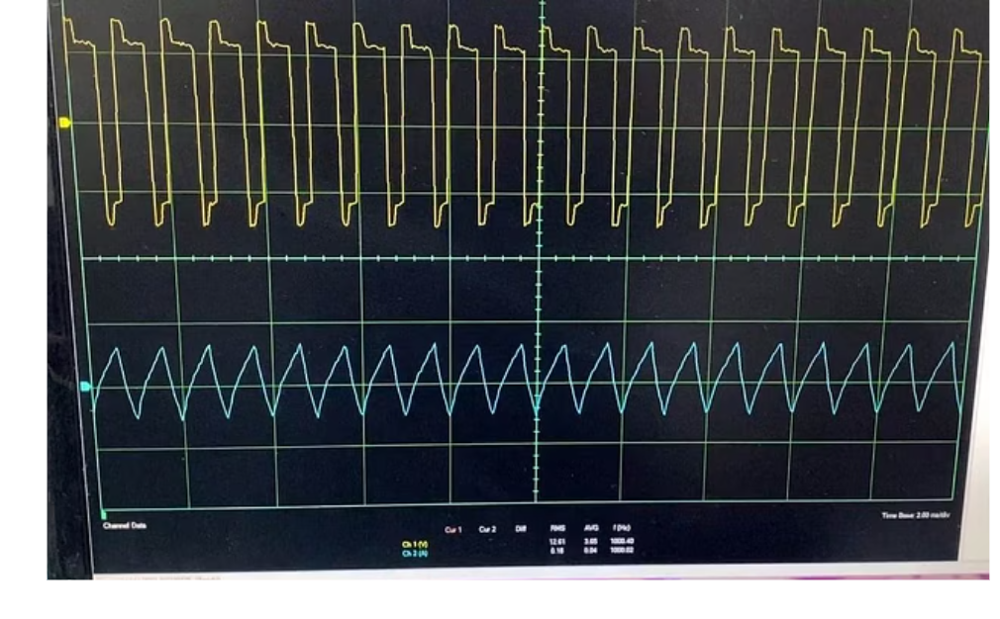 Channel Data
Time Base: 2.00 ms/div
Cur 1 Cur 2 Diff RMS AVG f (Hz)
Ch 1 (V) 12.61 3.65 1000.40
Ch 2 (A) 0.18 0.04 1000.02